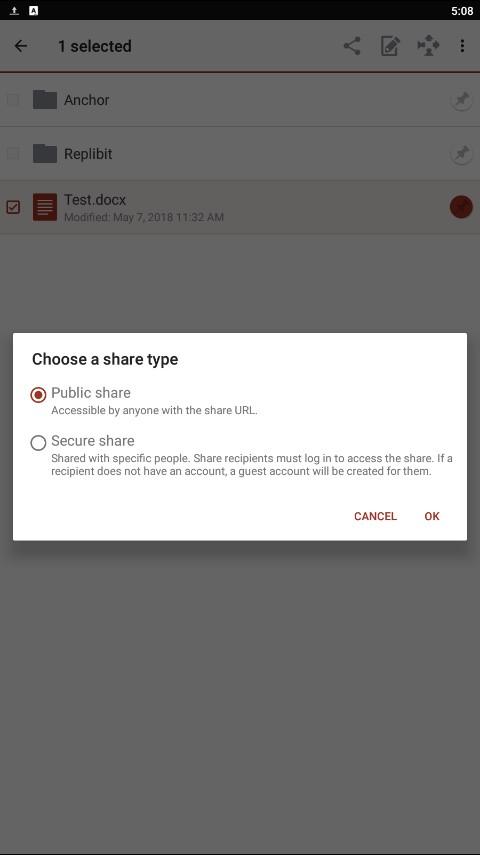 A
5:08
1 selected
Anchor
Replibit
Test.docx
Modified: May 7, 2018 11:32 AM
Choose a share type
Public share
Accessible by anyone with the share URL.
Secure share
Shared with specific people. Share recipients must log in to access the share. If a
recipient does not have an account, a guest account will be created for them.
CANCEL OK